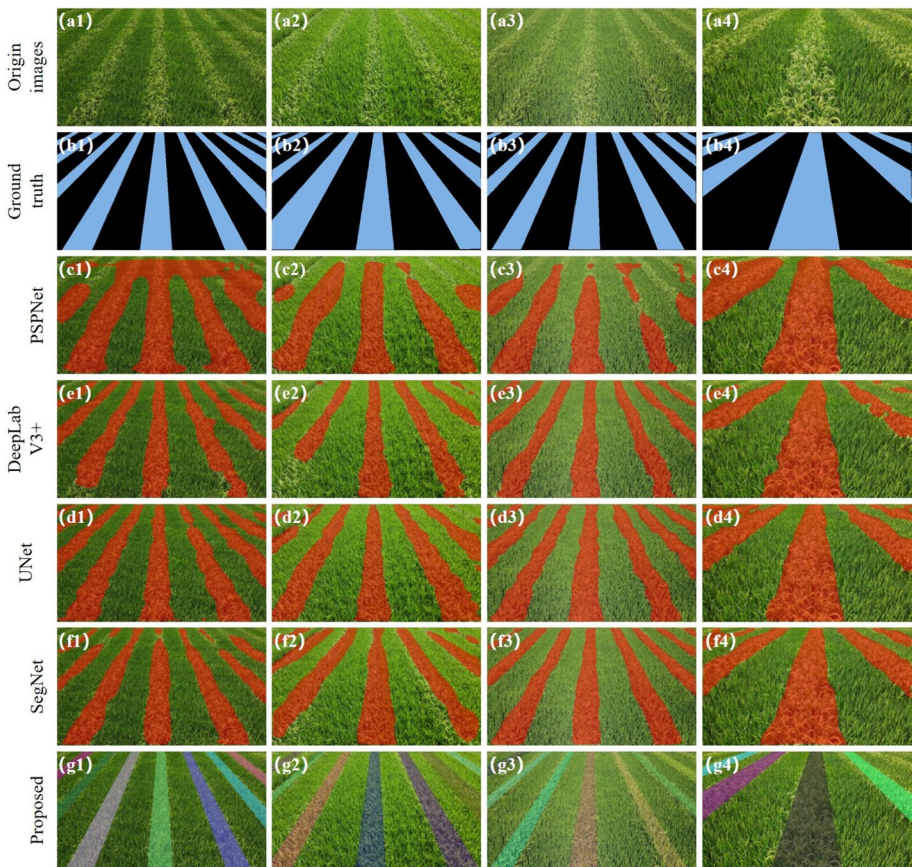 Origin images
(a1) (a2) (a3) (a4)
Ground truth
(b1) (b2) (b3) (b4)
PSPNet
(c1) (c2) (c3) (c4)
DeepLab V3+
(e1) (e2) (e3) (e4)
UNet
(d1) (d2) (d3) (d4)
SegNet
(f1) (f2) (f3) (f4)
Proposed
(g1) (g2) (g3) (g4)